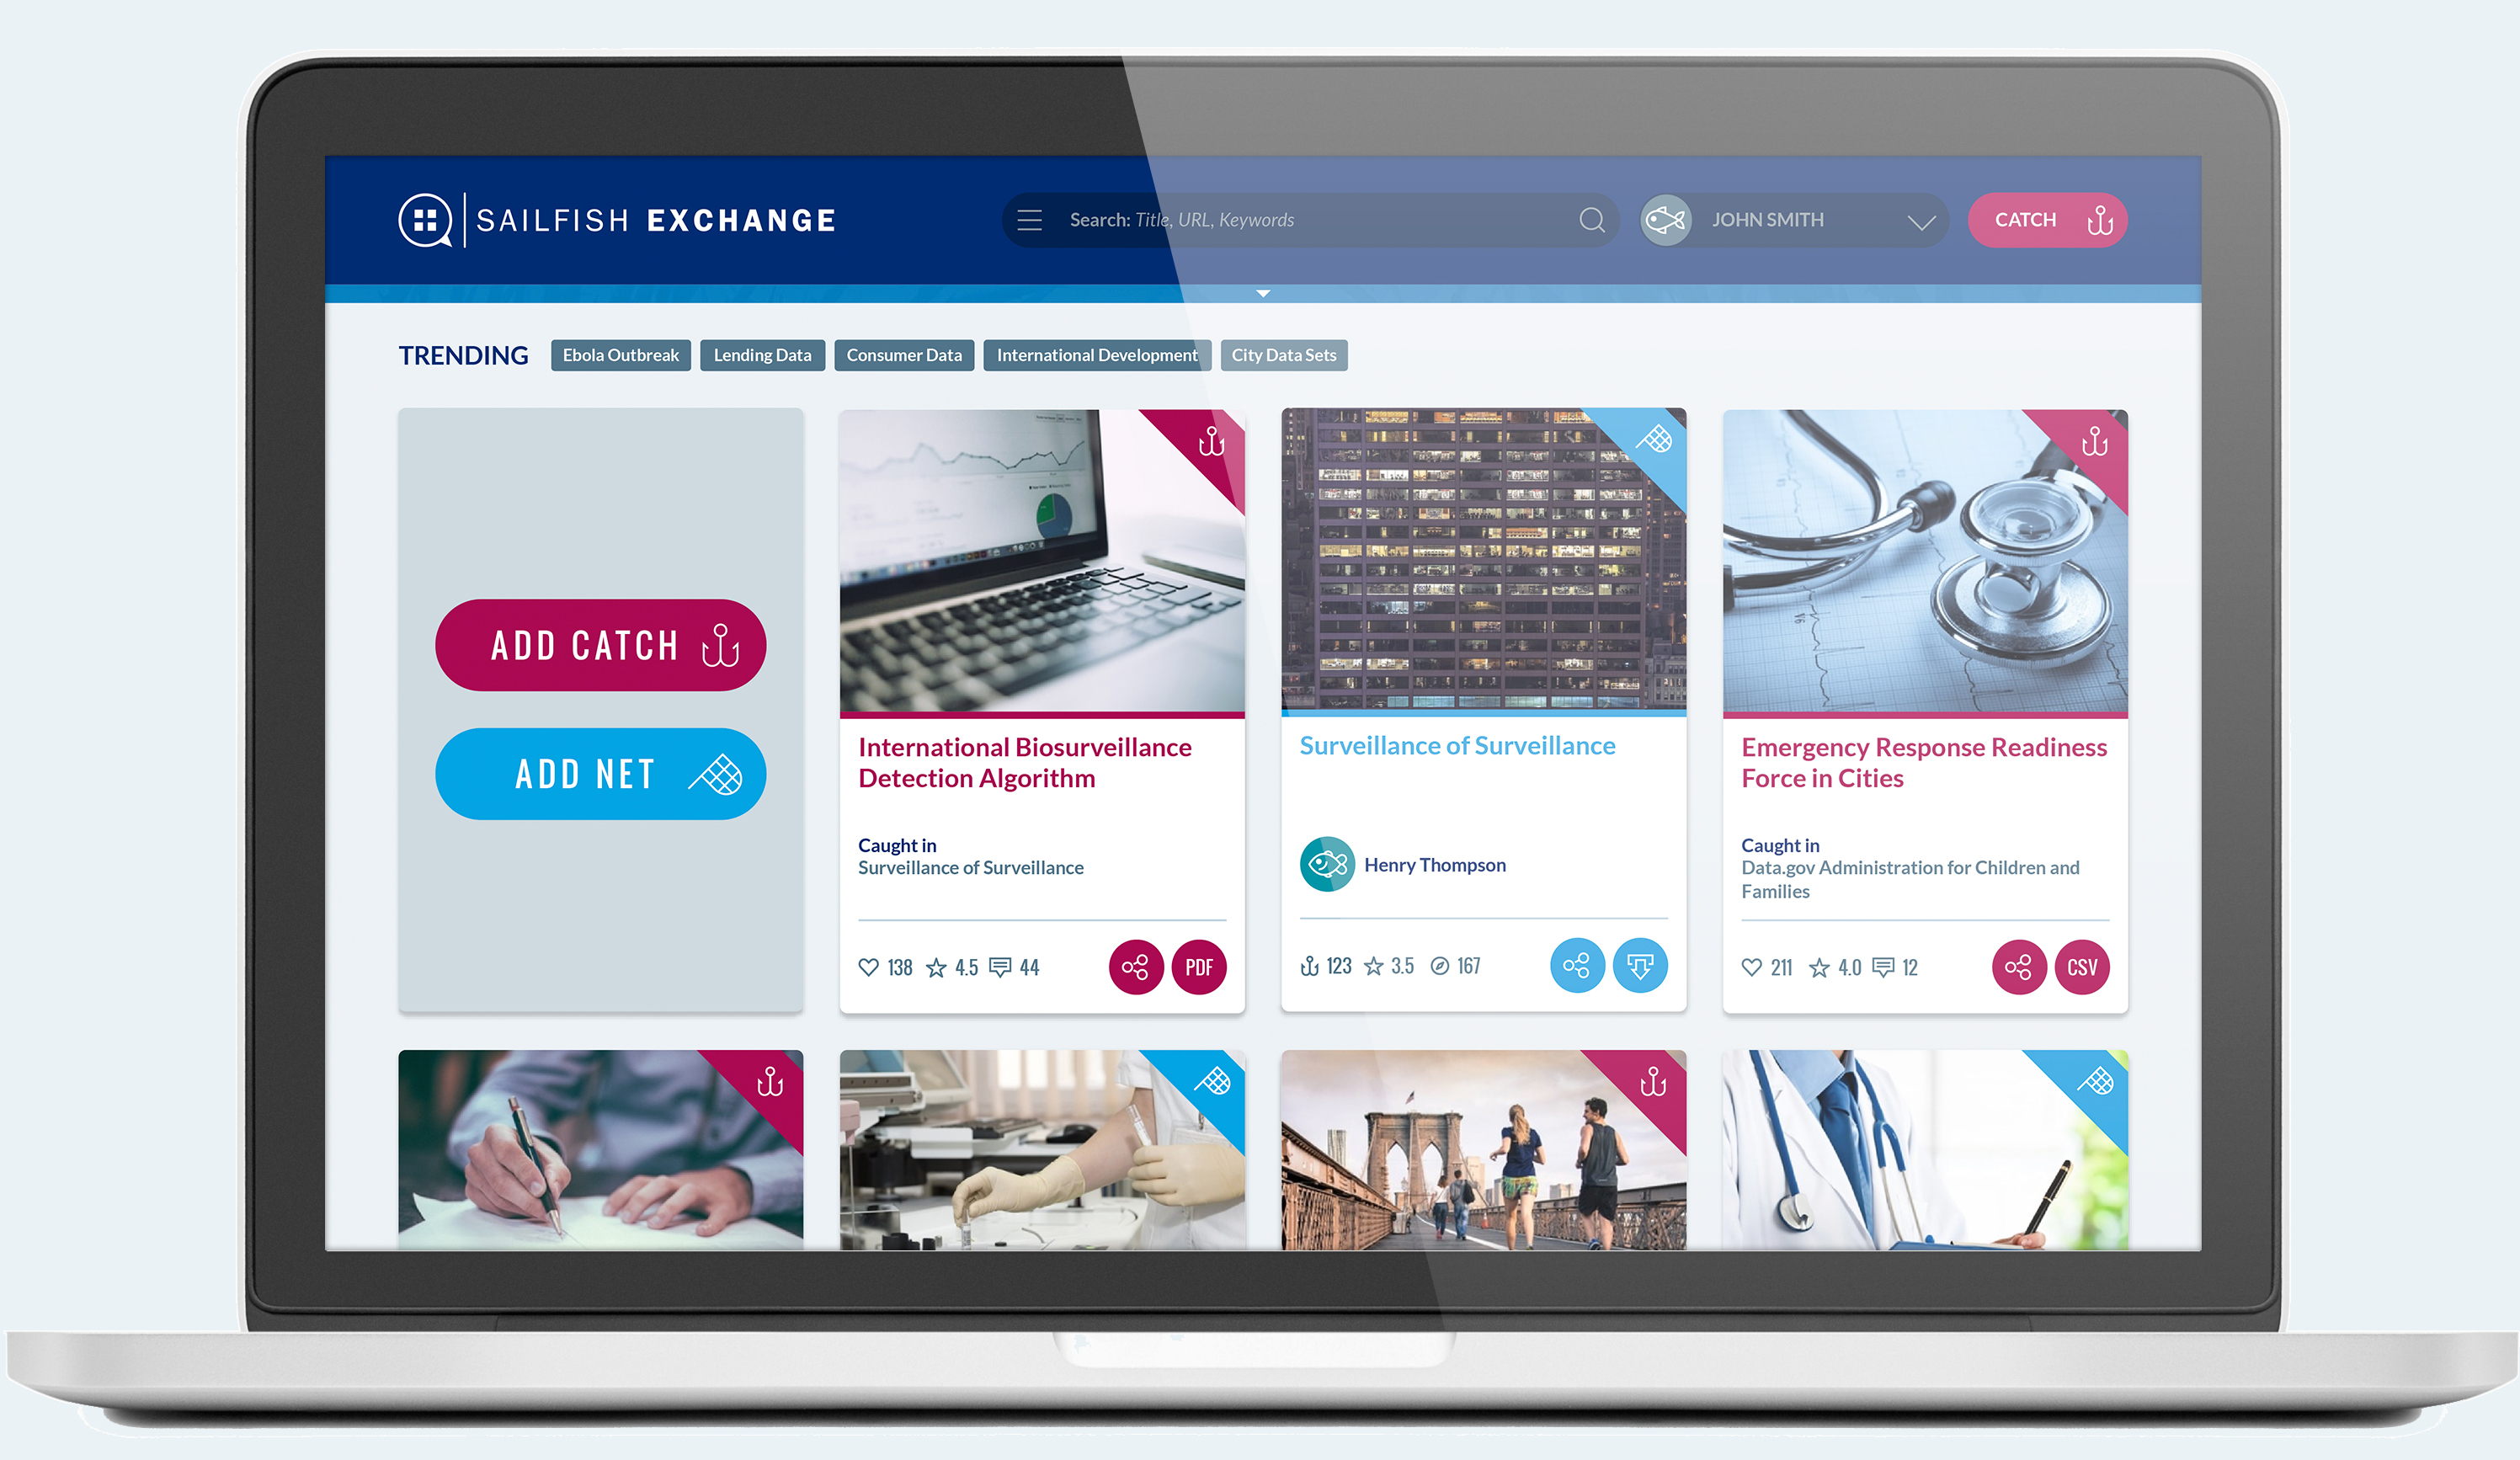 SAILFISH EXCHANGE
Search: Title, URL, Keywords
JOHN SMITH
CATCH
TRENDING
Ebola Outbreak
Lending Data
Consumer Data
International Development
City Data Sets
ADD CATCH
ADD NET
International Biosurveillance
Detection Algorithm
Caught in
Surveillance of Surveillance
138 4.5 44
PDF
Surveillance of Surveillance
Henry Thompson
123 3.5 167
Emergency Response Readiness
Force in Cities
Caught in
Data.gov Administration for Children and
Families
211 4.0 12
CSV